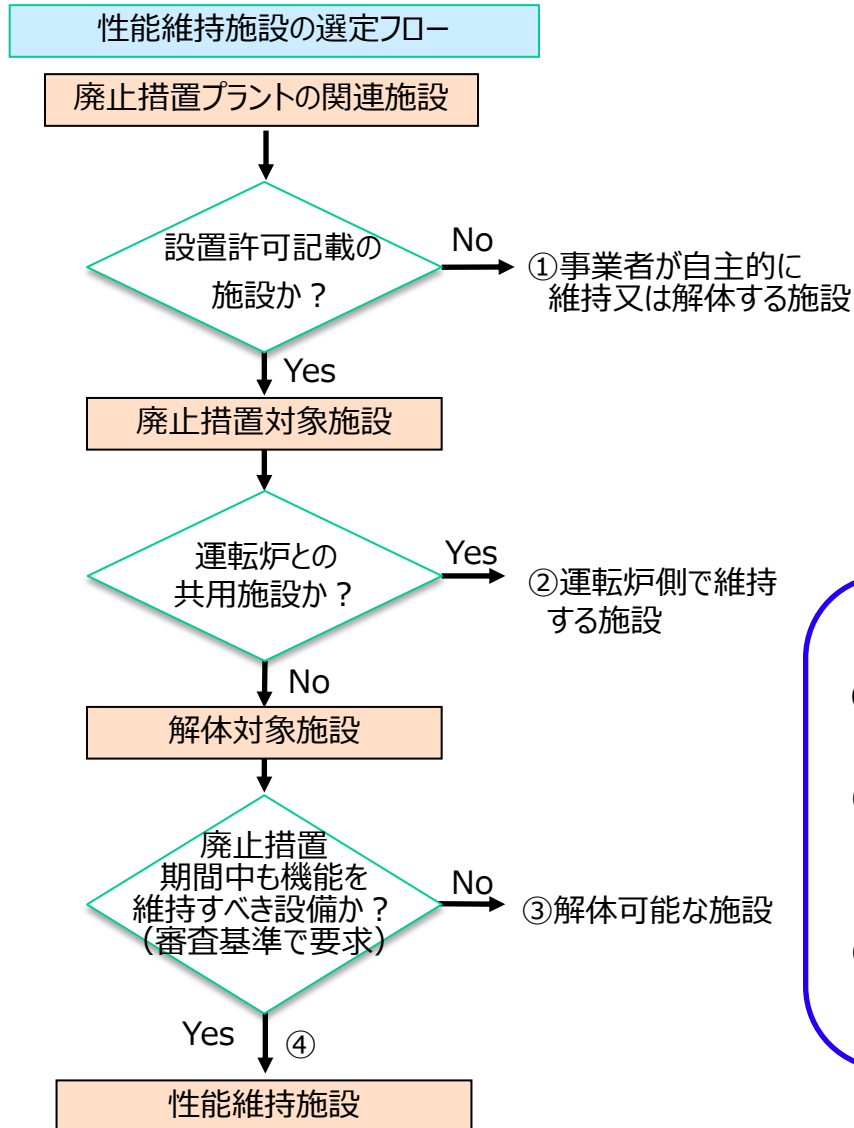 性能維持施設の選定フロー
廃止措置プラントの関連施設
設置許可記載の
施設か？
No
①事業者が自主的に
維持又は解体する施設
Yes
廃止措置対象施設
運転炉との
共用施設か？
Yes
②運転炉側で維持
する施設
No
解体対象施設
廃止措置
期間中も機能を
維持すべき設備か？
（審査基準で要求）
No
③解体可能な施設
Yes
④
性能維持施設